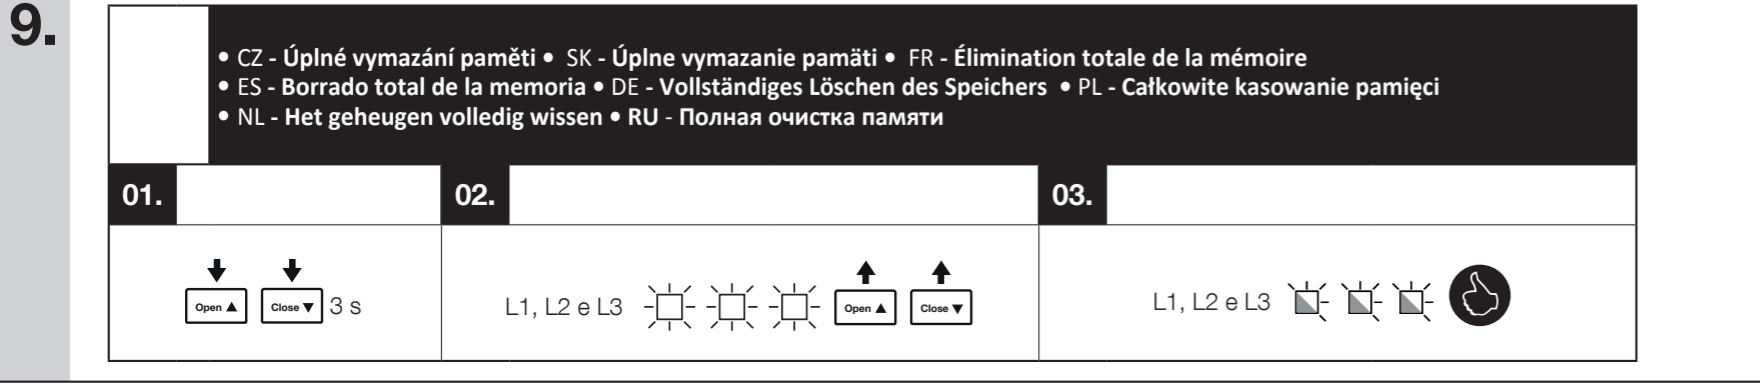 9.
• CZ - Úplné vymazání paměti • SK - Úplne vymazanie pamäti • FR - Élimination totale de la mémoire
• ES - Borrado total de la memoria • DE - Vollständiges Löschen des Speichers • PL - Całkowite kasowanie pamięci
• NL - Het geheugen volledig wissen • RU - Полная очистка памяти
01. 02. 03.
Open ▲ Close ▼ 3 s L1, L2 e L3 Open ▲ Close ▼ L1, L2 e L3